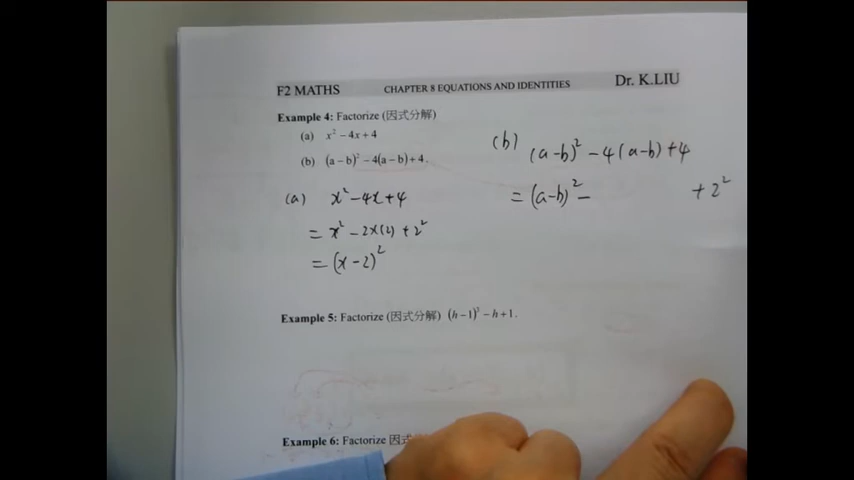 F2 MATHS CHAPTER 8 EQUATIONS AND IDENTITIES Dr. K.LIU
Example 4: Factorize (因式分解)
(a) x² − 4x + 4
(b) (a − b)² − 4(a − b) + 4.
(a) x² − 4x + 4
= x² − 2x(2) + 2²
= (x − 2)²
(b) (a − b)² − 4(a − b) + 4
= (a − b)² − + 2²
Example 5: Factorize (因式分解) (h − 1)³ − h + 1.
Example 6: Factorize 因式